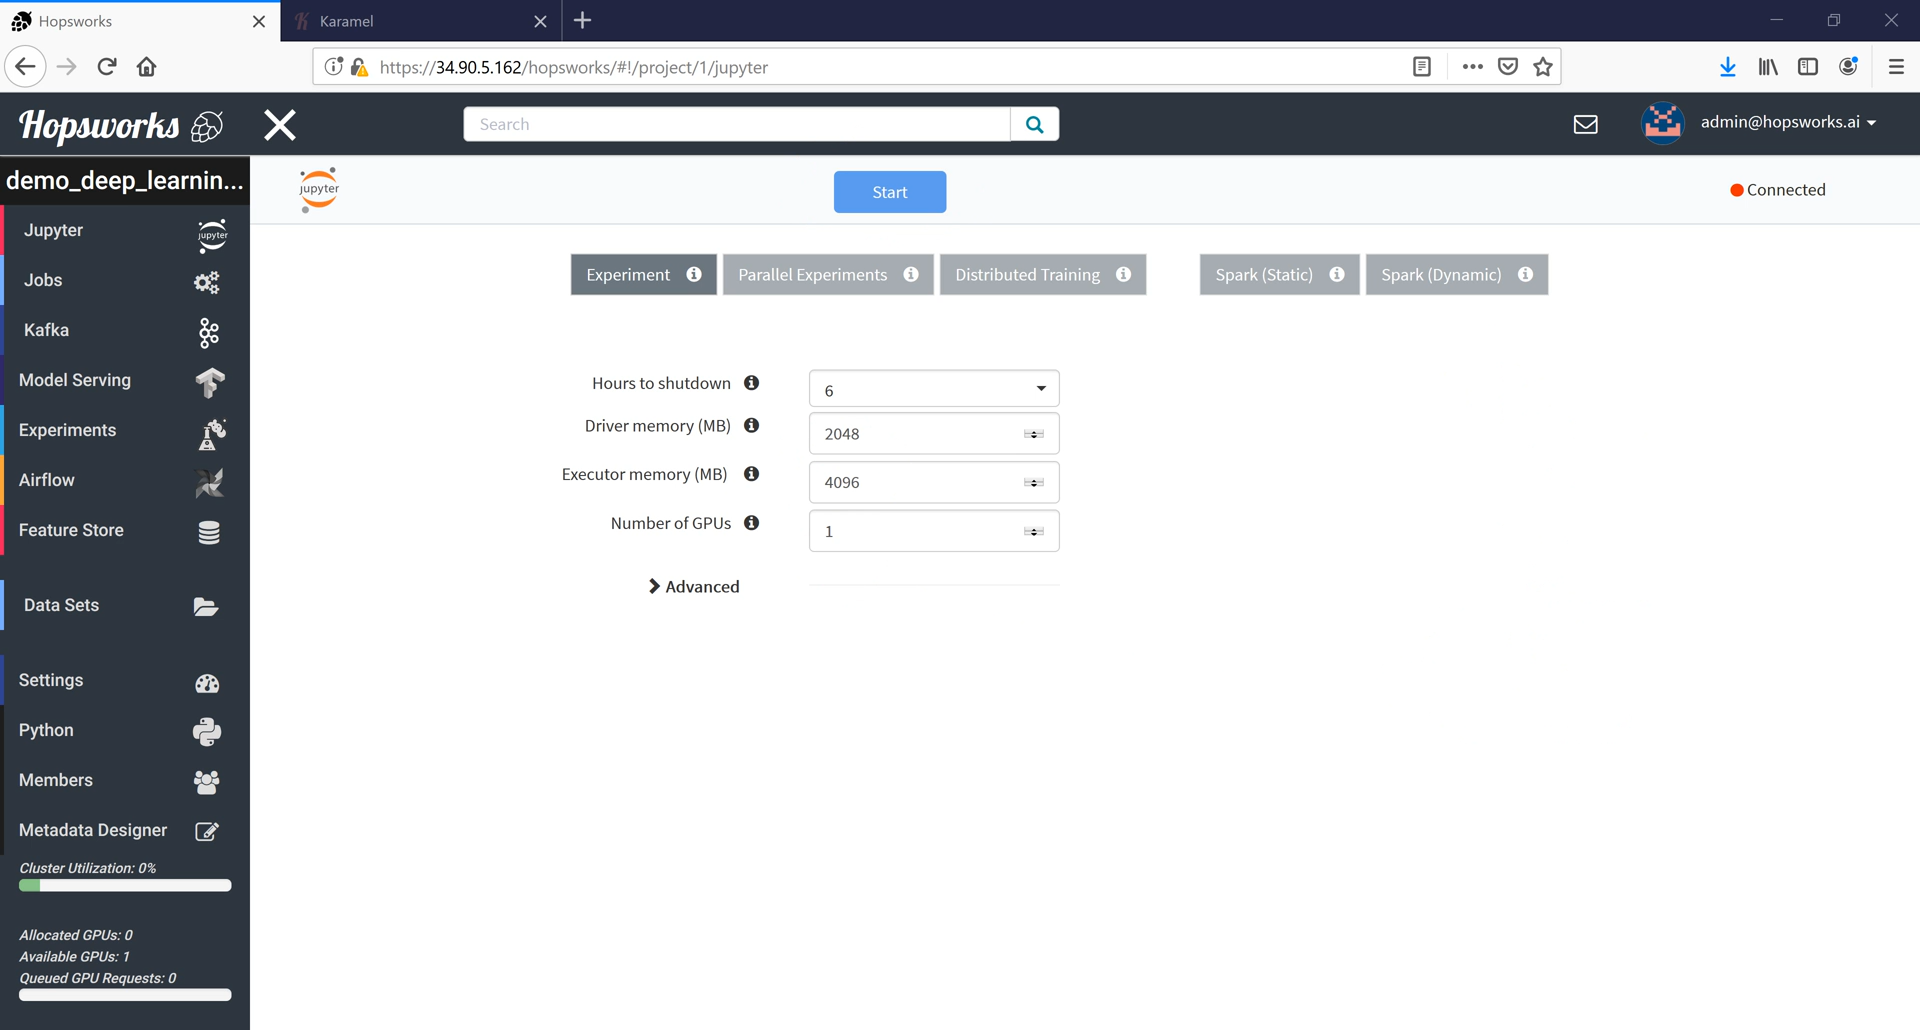 Hopsworks
Karamel
https://34.90.5.162/hopsworks/#!/project/1/jupyter
Hopsworks
Search
admin@hopsworks.ai
demo_deep_learnin...
jupyter
Start
Connected
Jupyter
jupyter
Experiment
Parallel Experiments
Distributed Training
Spark (Static)
Spark (Dynamic)
Jobs
Kafka
Model Serving
Experiments
Airflow
Feature Store
Data Sets
Settings
Python
Members
Metadata Designer
Hours to shutdown
6
Driver memory (MB)
2048
Executor memory (MB)
4096
Number of GPUs
1
Advanced
Cluster Utilization: 0%
Allocated GPUs: 0
Available GPUs: 1
Queued GPU Requests: 0